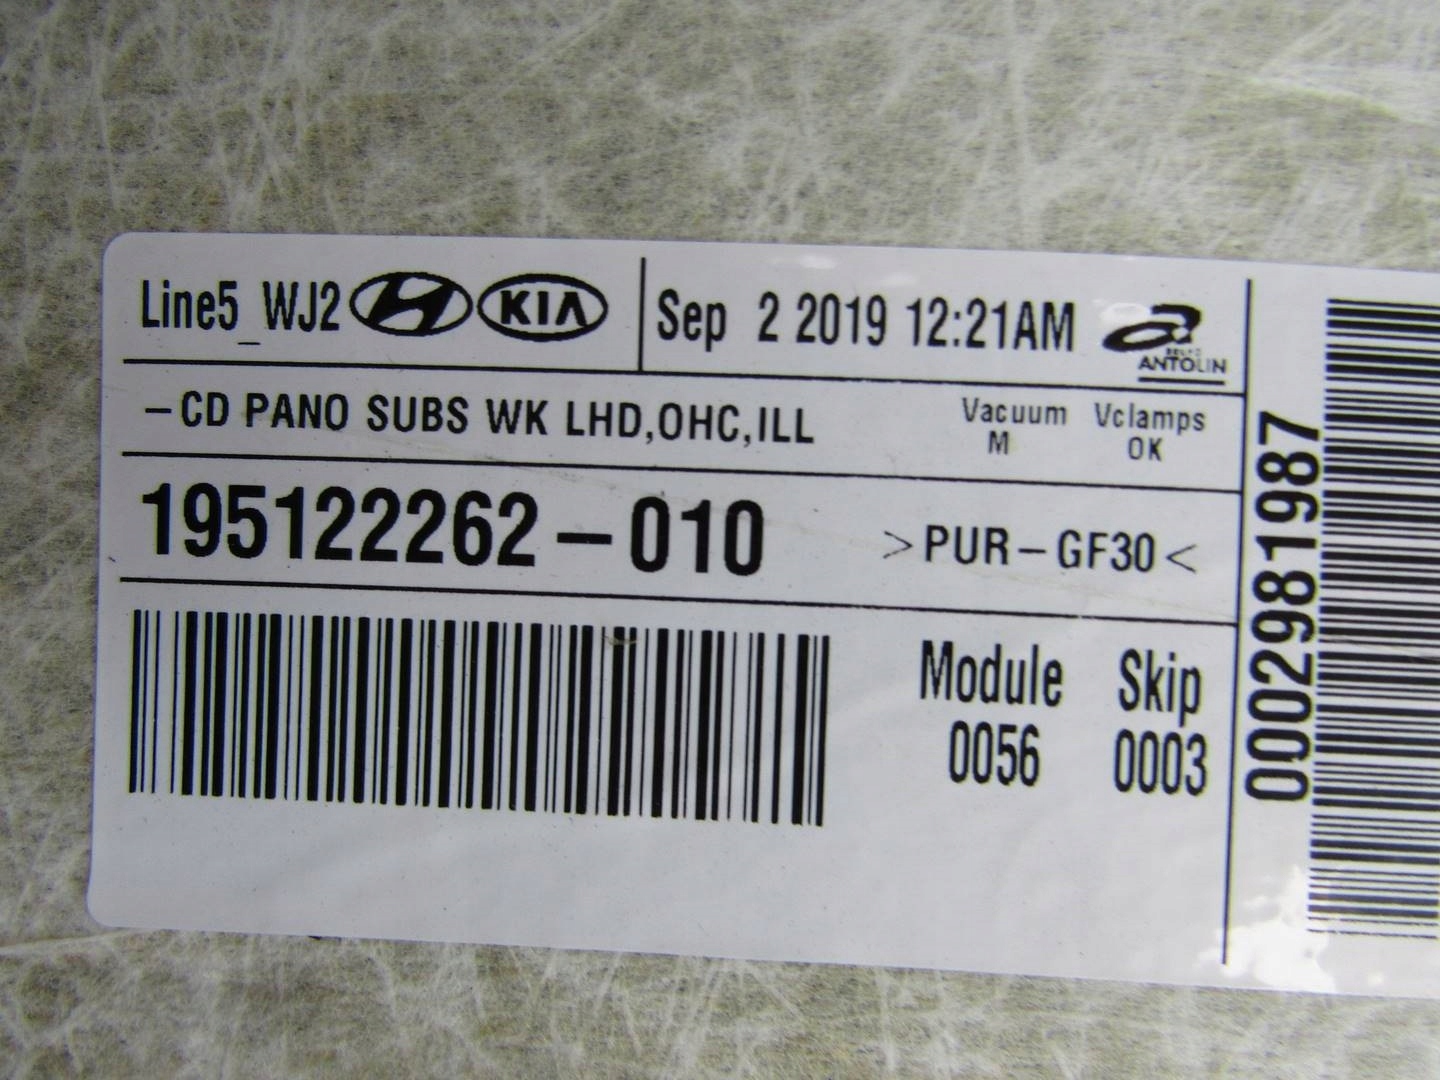 Line5_WJ2 KIA Sep 2 2019 12:21AM
GRUPO ANTOLIN
-CD PANO SUBS WK LHD,OHC,ILL
Vacuum M
Vclamps OK
195122262-010 >PUR-GF30<
Module 0056
Skip 0003
0002981987